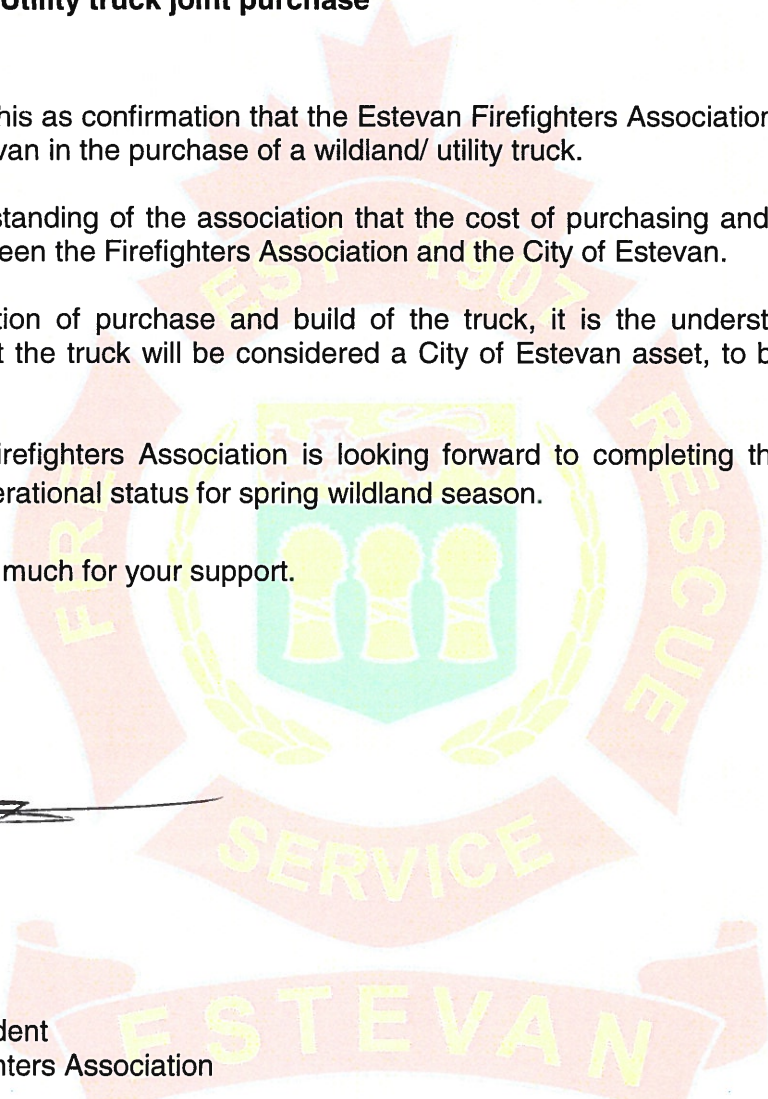 Utility truck joint purchase
his as confirmation that the Estevan Firefighters Association
van in the purchase of a wildland/ utility truck.
standing of the association that the cost of purchasing and
een the Firefighters Association and the City of Estevan.
tion of purchase and build of the truck, it is the underst
t the truck will be considered a City of Estevan asset, to b
irefighters Association is looking forward to completing th
erational status for spring wildland season.
much for your support.
EST 1907
FIRE
RESCUE
SERVICE
ESTEVAN
dent
hters Association